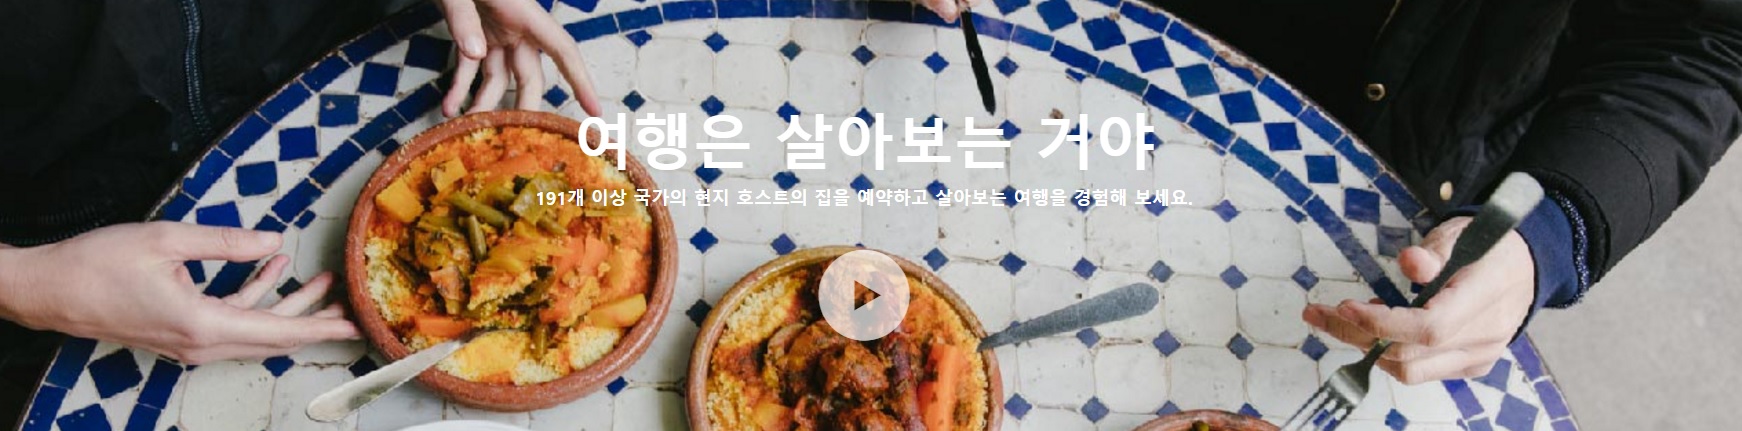 여행은 살아보는 거야
191개 이상 국가의 현지 호스트의 집을 예약하고 살아보는 여행을 경험해 보세요.